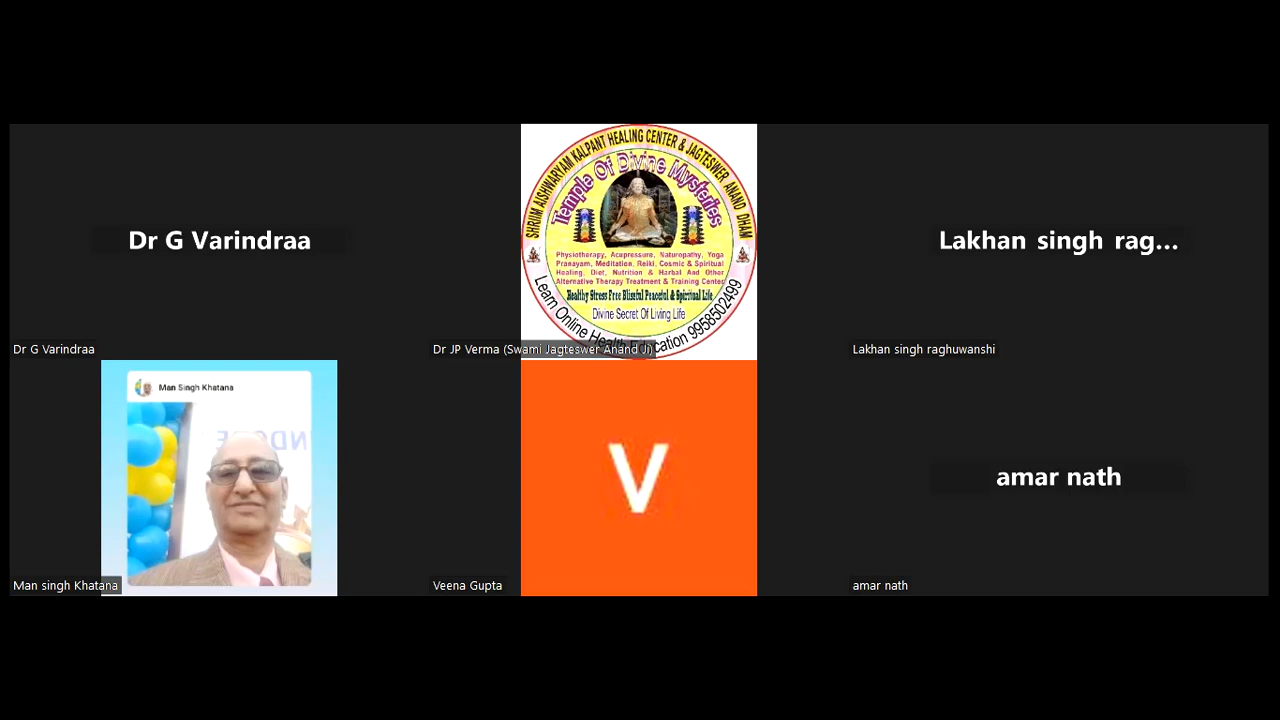 Dr G Varindraa
Dr G Varindraa
SHRIM AISHWARYAM KALPANT HEALING CENTER & JAGTESWER ANAND DHAM
Temple Of Divine Mysteries
Physiotherapy, Acupressure, Naturopathy, Yoga
Pranayam, Meditation, Reiki, Cosmic & Spiritual
Healing, Diet, Nutrition & Harbal And Other
Alternative Therapy Treatment & Training Center
Healthy Stress Free Blissful Peaceful & Spiritual Life
Divine Secret Of Living Life
Learn Online Health Education 9958502499
Dr JP Verma (Swami Jagteswer Anand Ji)
Lakhan singh rag...
Lakhan singh raghuwanshi
Man Singh Khatana
Man singh Khatana
V
Veena Gupta
amar nath
amar nath